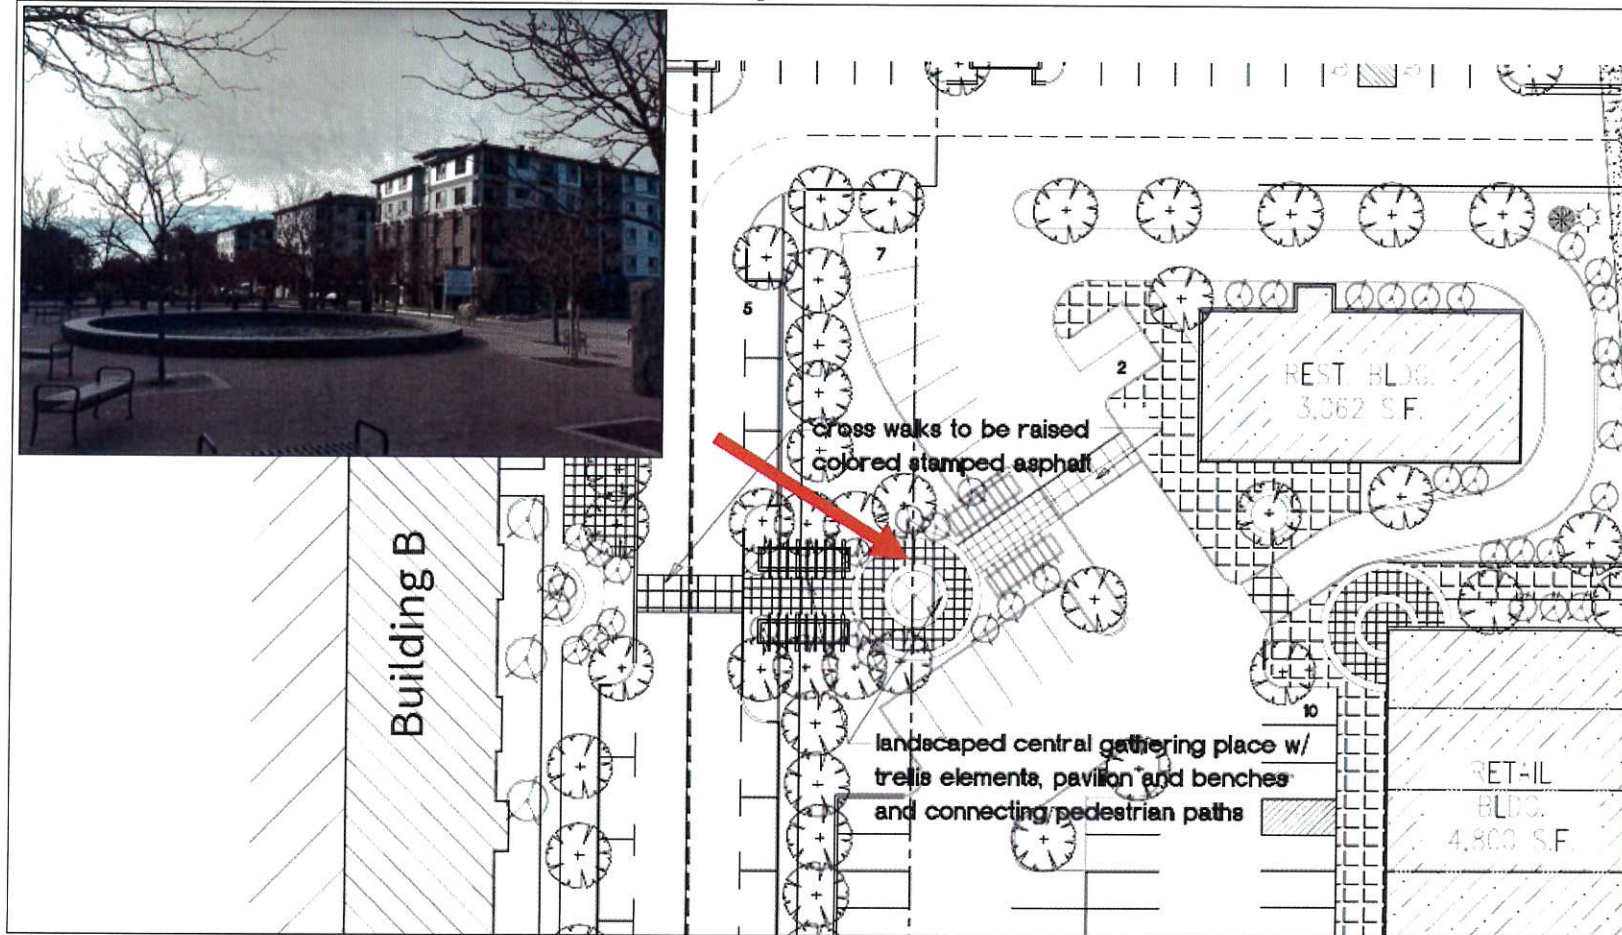 7
5
2
REST. BLDG.
3,062 S.F.
cross walks to be raised
colored stamped asphalt
Building B
10
landscaped central gathering place w/
trellis elements, pavilion and benches
and connecting pedestrian paths
RETAIL
BLDG.
4,800 S.F.